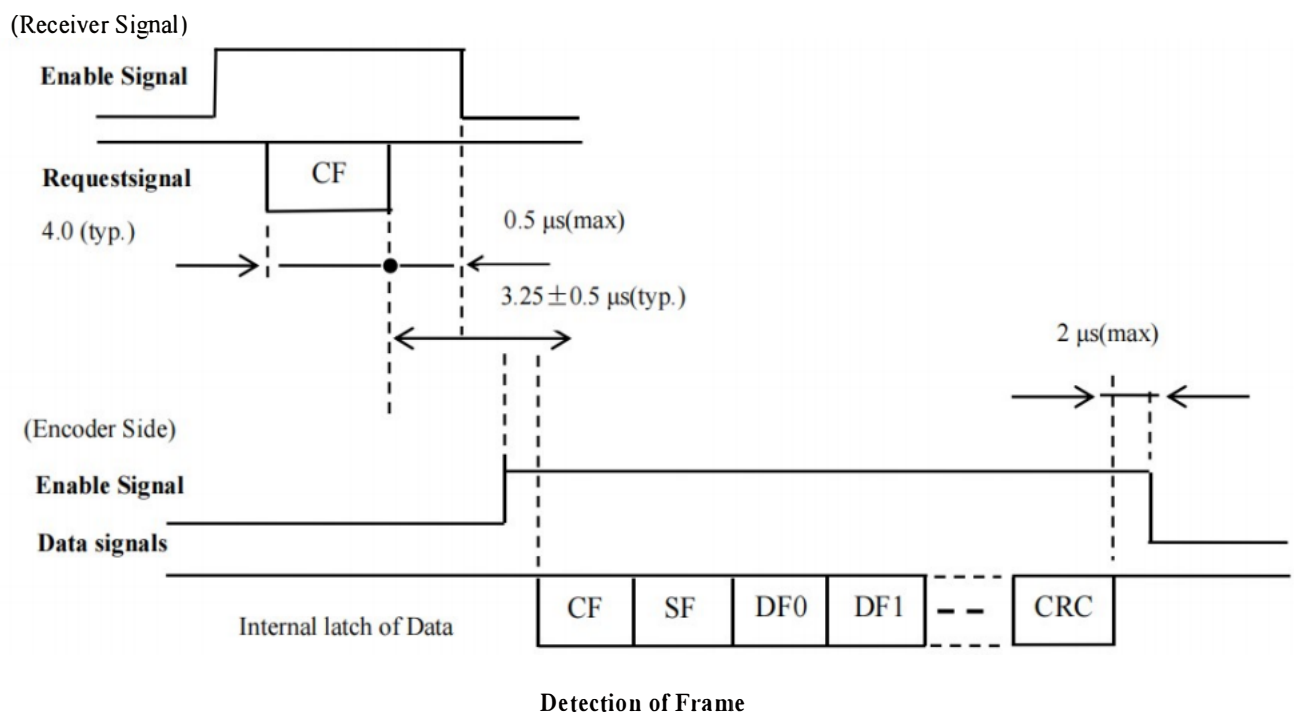 (Receiver Signal)
Enable Signal
Requestsignal
CF
4.0 (typ.)
0.5 μs(max)
3.25±0.5 μs(typ.)
2 μs(max)
(Encoder Side)
Enable Signal
Data signals
Internal latch of Data
CF
SF
DF0
DF1
CRC
Detection of Frame